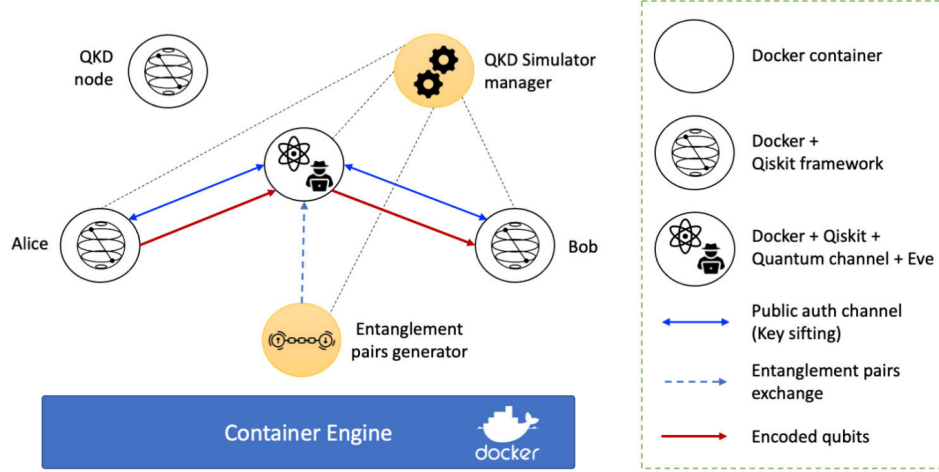 QKD
node
QKD Simulator
manager
Alice
Bob
Entanglement
pairs generator
Container Engine
docker
Docker container
Docker +
Qiskit framework
Docker + Qiskit +
Quantum channel + Eve
Public auth channel
(Key sifting)
Entanglement pairs
exchange
Encoded qubits